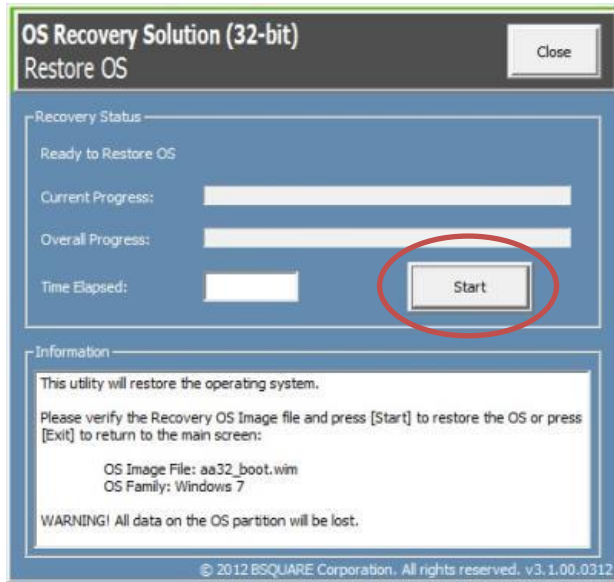 OS Recovery Solution (32-bit)
Restore OS
Close
Recovery Status
Ready to Restore OS
Current Progress:
Overall Progress:
Time Elapsed:
Start
Information
This utility will restore the operating system.
Please verify the Recovery OS Image file and press [Start] to restore the OS or press
[Exit] to return to the main screen:
OS Image File: aa32_boot.wim
OS Family: Windows 7
WARNING! All data on the OS partition will be lost.
© 2012 BSQUARE Corporation. All rights reserved. v3.1.00.0312